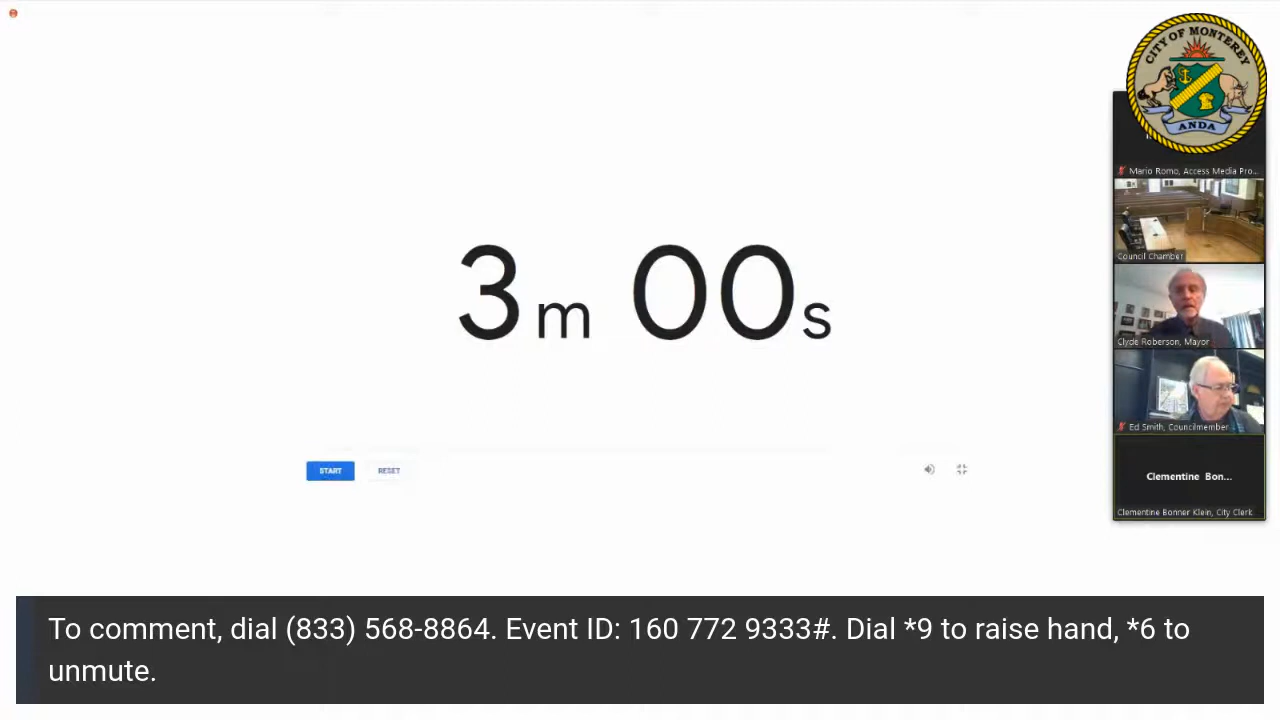 CITY OF MONTEREY
ANDA
Mario Romo, Access Media Pro...
Council Chamber
Clyde Roberson, Mayor
Ed Smith, Councilmember
Clementine Bon...
Clementine Bonner Klein, City Clerk
3m 00s
START RESET
To comment, dial (833) 568-8864. Event ID: 160 772 9333#. Dial *9 to raise hand, *6 to
unmute.